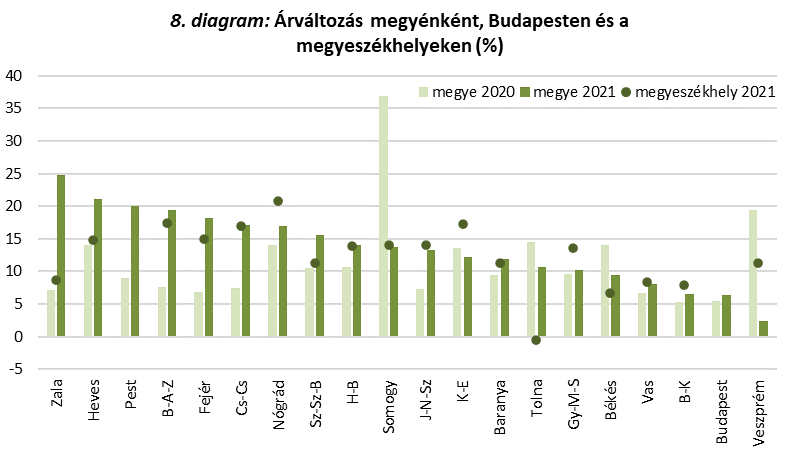 8. diagram: Árváltozás megyénként, Budapesten és a
megyeszékhelyeken (%)
40
35
30
25
20
15
10
5
0
-5
megye 2020
megye 2021
megyeszékhely 2021
Zala
Heves
Pest
B-A-Z
Fejér
Cs-Cs
Nógrád
Sz-Sz-B
H-B
Somogy
J-N-Sz
K-E
Baranya
Tolna
Gy-M-S
Békés
Vas
B-K
Budapest
Veszprém